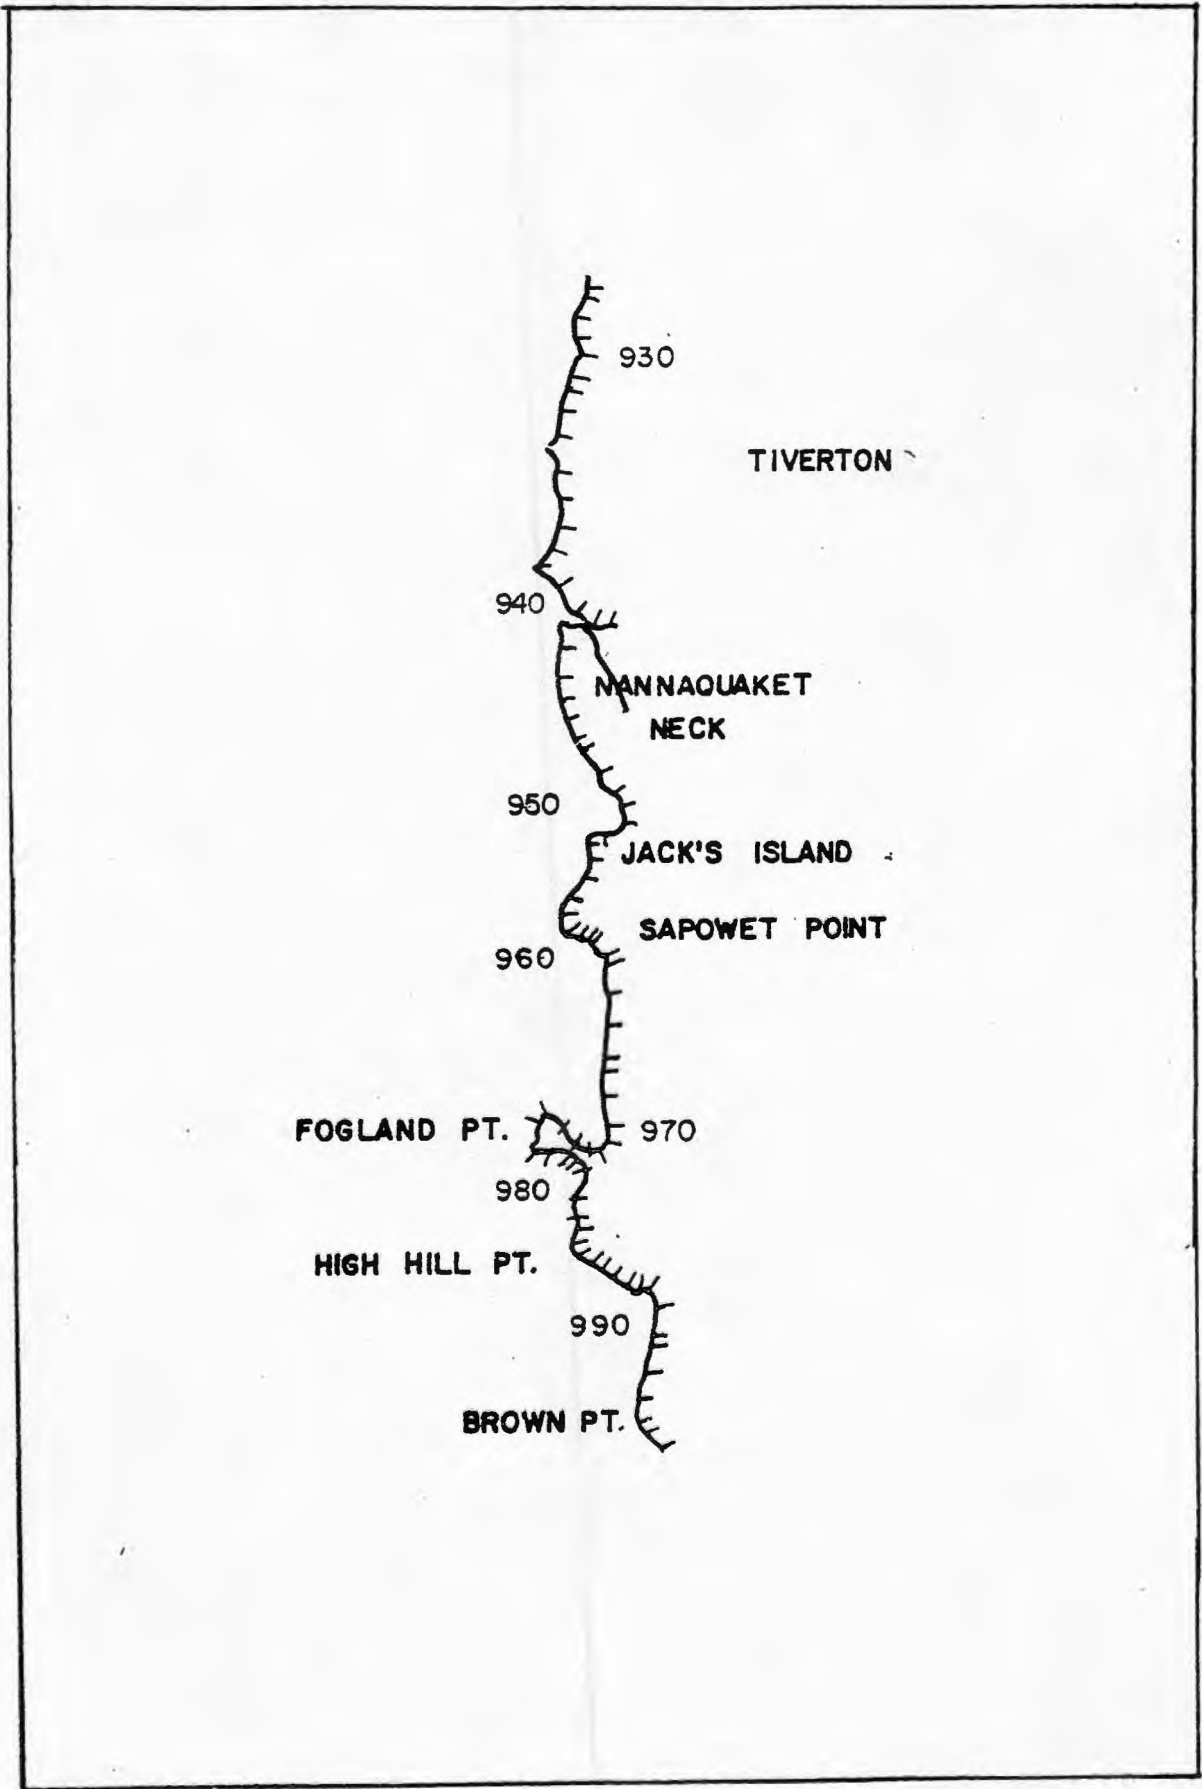 930
TIVERTON
940
NANNAQUAKET
NECK
950
JACK'S ISLAND
SAPOWET POINT
960
FOGLAND PT.
970
980
HIGH HILL PT.
990
BROWN PT.